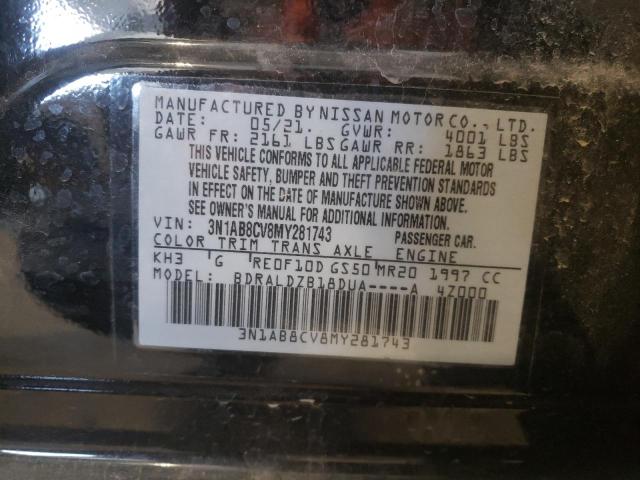 MANUFACTURED BY NISSAN MOTOR CO., LTD.
DATE: 05/21. GVWR: 4001 LBS
GAWR FR: 2161 LBS GAWR RR: 1863 LBS
THIS VEHICLE CONFORMS TO ALL APPLICABLE FEDERAL MOTOR
VEHICLE SAFETY, BUMPER AND THEFT PREVENTION STANDARDS
IN EFFECT ON THE DATE OF MANUFACTURE SHOWN ABOVE.
SEE OWNER'S MANUAL FOR ADDITIONAL INFORMATION.
VIN: 3N1AB8CV8MY281743 PASSENGER CAR.
COLOR TRIM TRANS AXLE ENGINE
KH3 G RE0F10D GS50 MR20 1997 CC
MODEL: BDRALDZB18DUA----A 4Z000
3N1AB8CV8MY281743